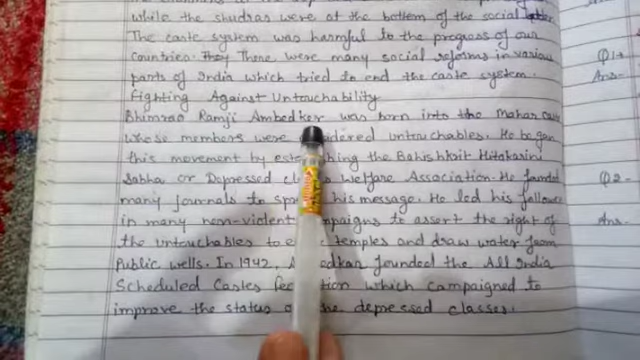 while the shudras were at the bottom of the social
The caste system was harmful to the progress of our
countries. They There were many social reforms in various
parts of India which tried to end the caste system.
Fighting Against Untouchability
Bhimrao Ramji Ambedker was born into the Mahar caste
whose members were untouchables. He began
this movement by the Bahishkrit Hitakarini
Sabha or Depressed Welfare Association. He founded
many journals to his message. He led his
in many non-violent to assert the right of
the untouchables to temples and draw water from
Public wells. In 1942, founded the All India
Scheduled Castes which campaigned to
improve the status the depressed classes.
Q1-
Ans-
Q2-
Ans-